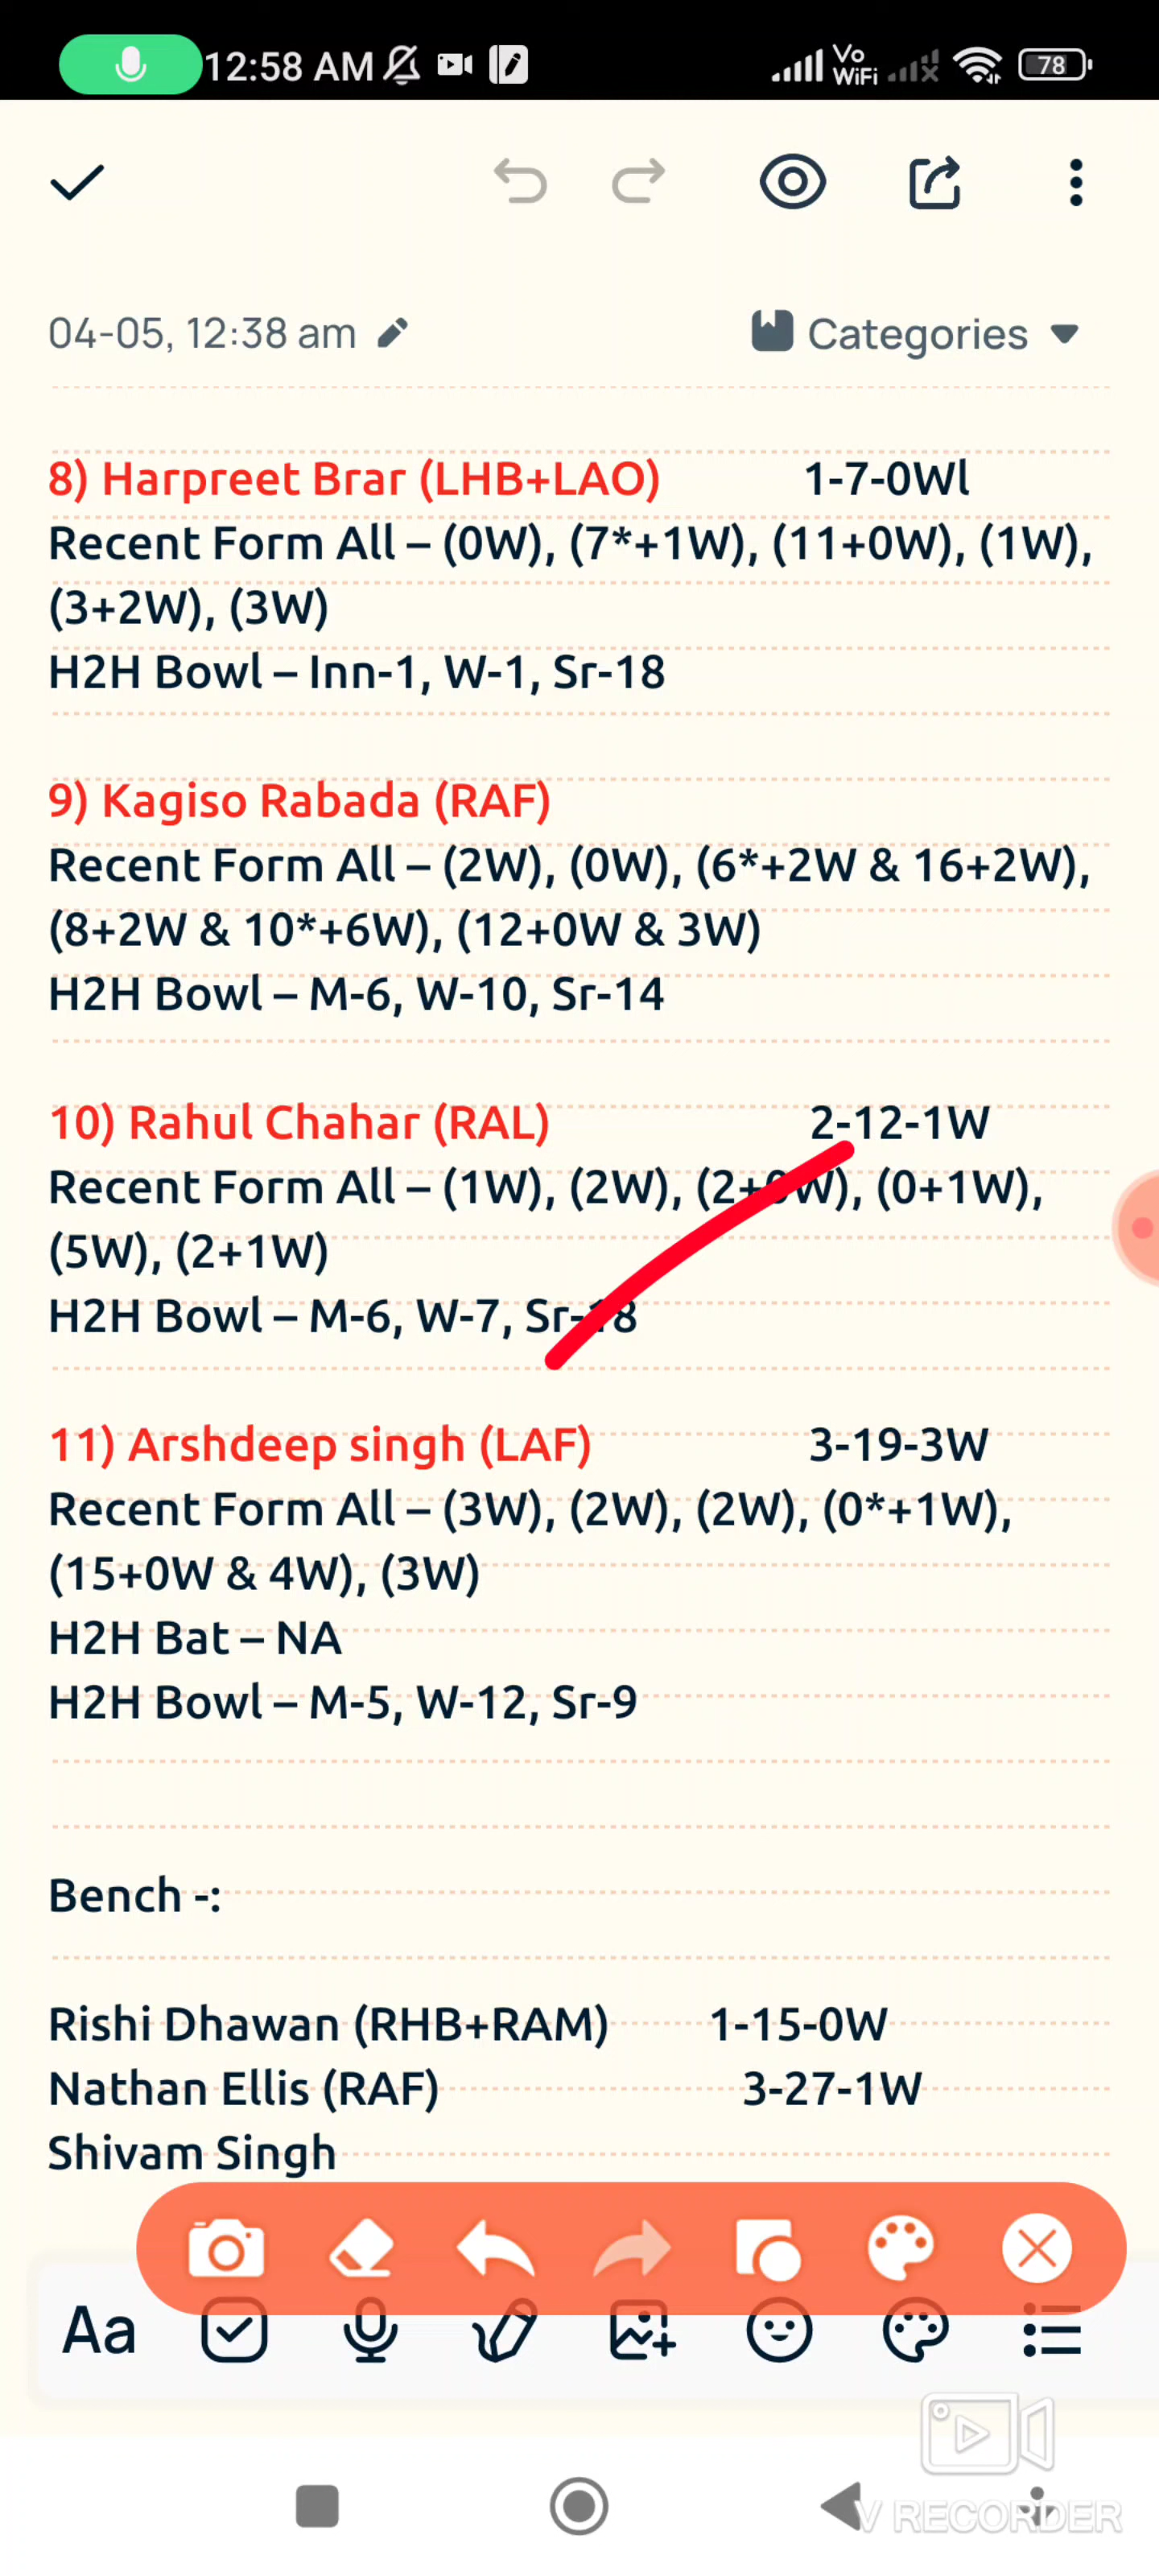 12:58 AM
Vo
WiFi
78
04-05, 12:38 am
Categories
8) Harpreet Brar (LHB+LAO) 1-7-0Wl
Recent Form All – (0W), (7*+1W), (11+0W), (1W),
(3+2W), (3W)
H2H Bowl – Inn-1, W-1, Sr-18
9) Kagiso Rabada (RAF)
Recent Form All – (2W), (0W), (6*+2W & 16+2W),
(8+2W & 10*+6W), (12+0W & 3W)
H2H Bowl – M-6, W-10, Sr-14
10) Rahul Chahar (RAL) 2-12-1W
Recent Form All – (1W), (2W), (2+0W), (0+1W),
(5W), (2+1W)
H2H Bowl – M-6, W-7, Sr-18
11) Arshdeep singh (LAF) 3-19-3W
Recent Form All – (3W), (2W), (2W), (0*+1W),
(15+0W & 4W), (3W)
H2H Bat – NA
H2H Bowl – M-5, W-12, Sr-9
Bench -:
Rishi Dhawan (RHB+RAM) 1-15-0W
Nathan Ellis (RAF) 3-27-1W
Shivam Singh
Aa
V RECORDER